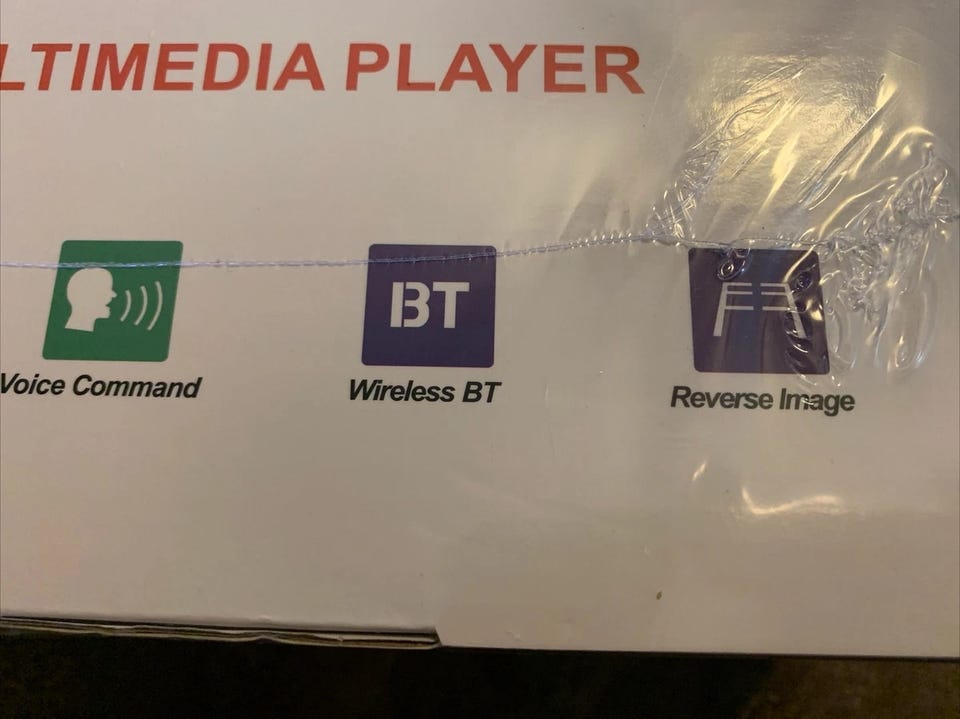 LTIMEDIA PLAYER
BT
Voice Command
Wireless BT
Reverse Image